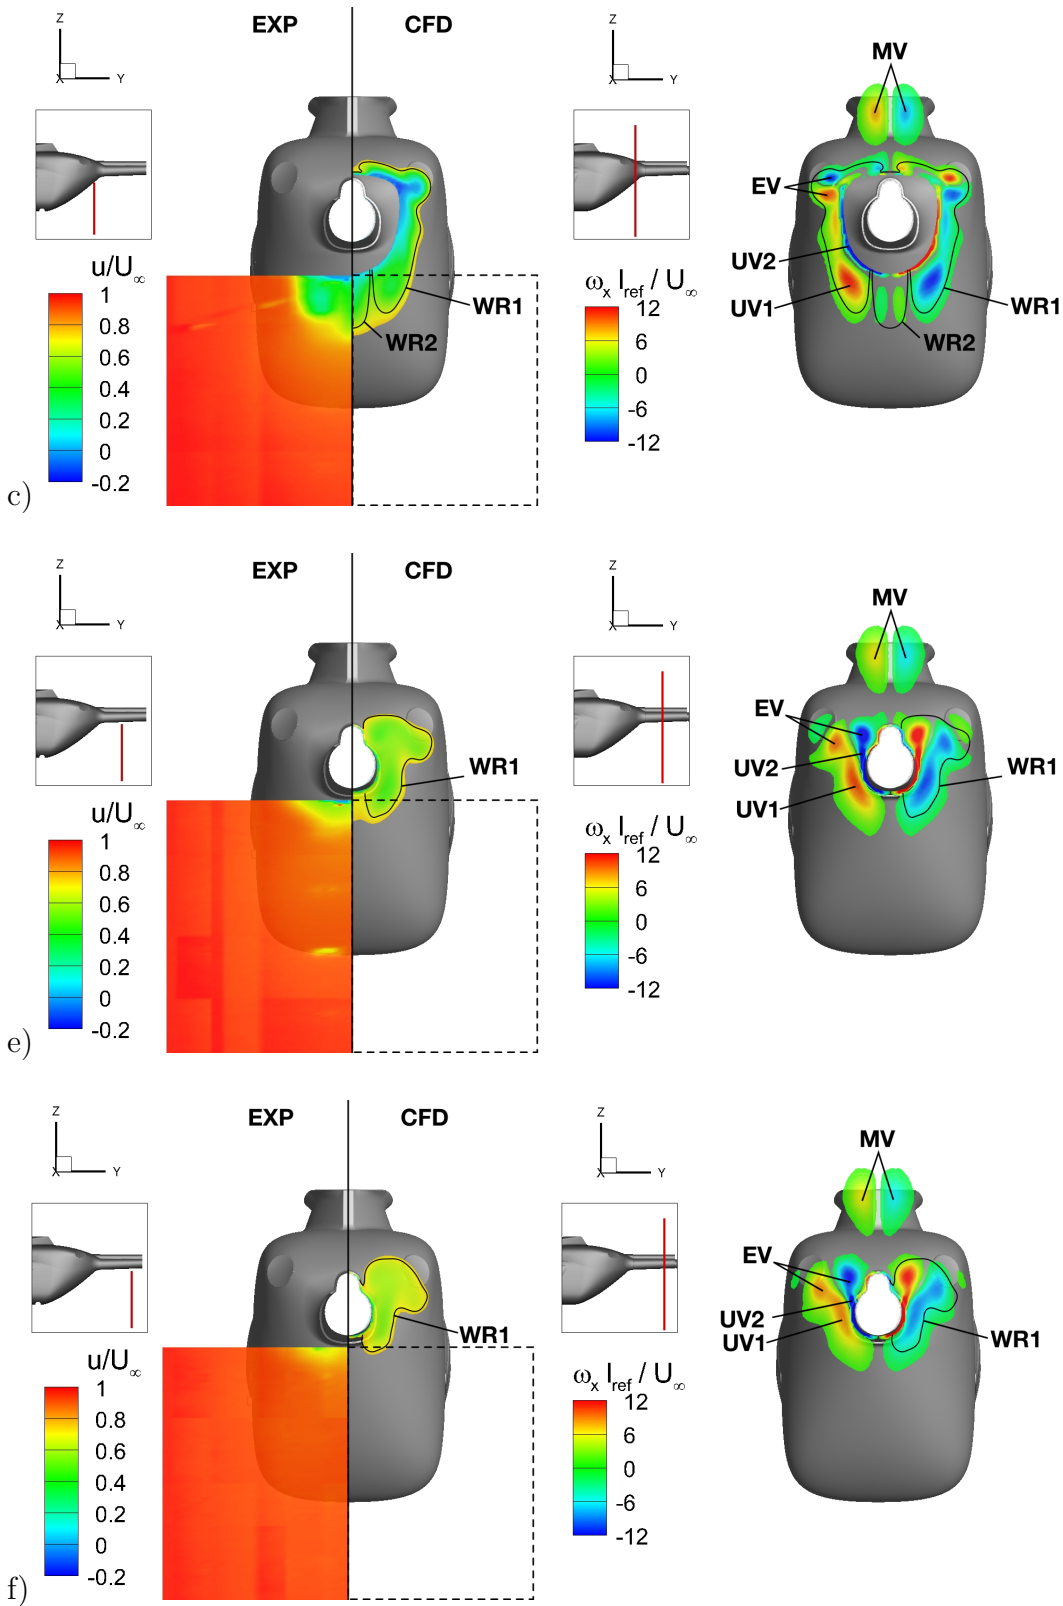 EXP CFD
Z
X Y
u/U∞
1
0.8
0.6
0.4
0.2
0
-0.2
WR1
WR2
Z
X Y
ωx lref / U∞
12
6
0
-6
-12
MV
EV
UV2
UV1
WR1
WR2
c)
EXP CFD
Z
X Y
u/U∞
1
0.8
0.6
0.4
0.2
0
-0.2
WR1
Z
X Y
ωx lref / U∞
12
6
0
-6
-12
MV
EV
UV2
UV1
WR1
e)
EXP CFD
Z
X Y
u/U∞
1
0.8
0.6
0.4
0.2
0
-0.2
WR1
Z
X Y
ωx lref / U∞
12
6
0
-6
-12
MV
EV
UV2
UV1
WR1
f)